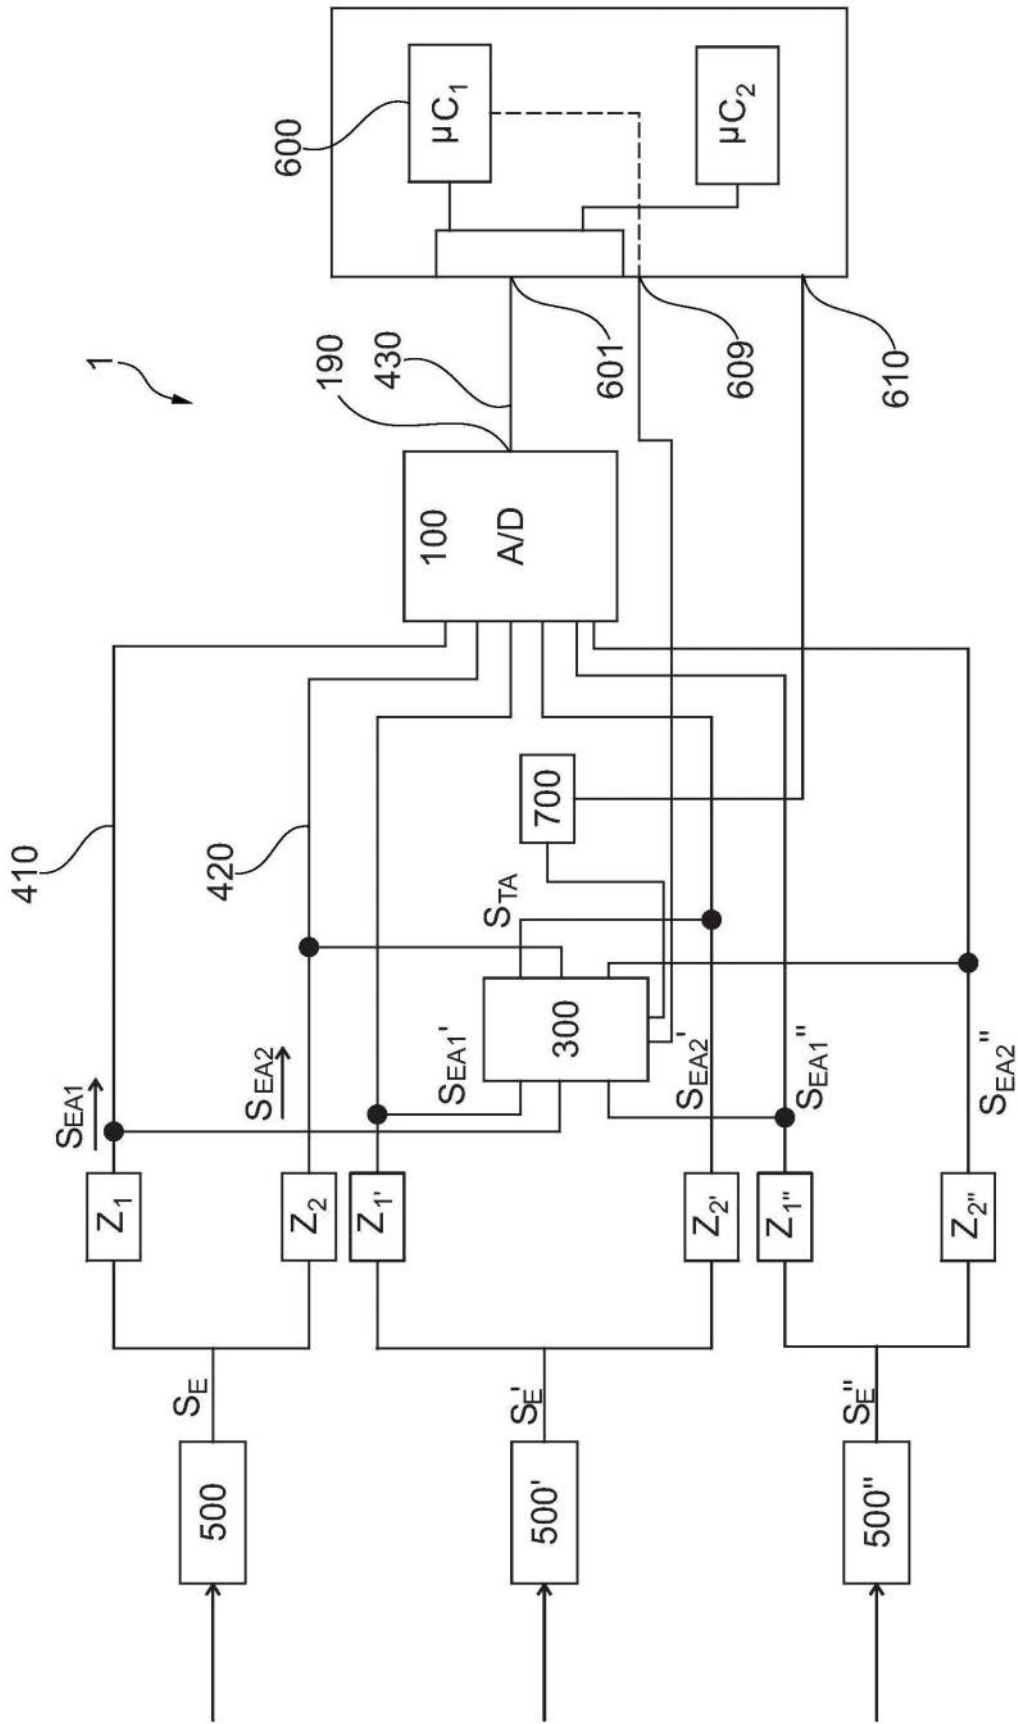 1
410
420
190
430
600
µC1
µC2
601
609
610
100
A/D
700
STA
300
SEA1
SEA2
SEA1'
SEA2'
SEA1''
SEA2''
Z1
Z2
Z1'
Z2'
Z1''
Z2''
SE
SE'
SE''
500
500'
500''